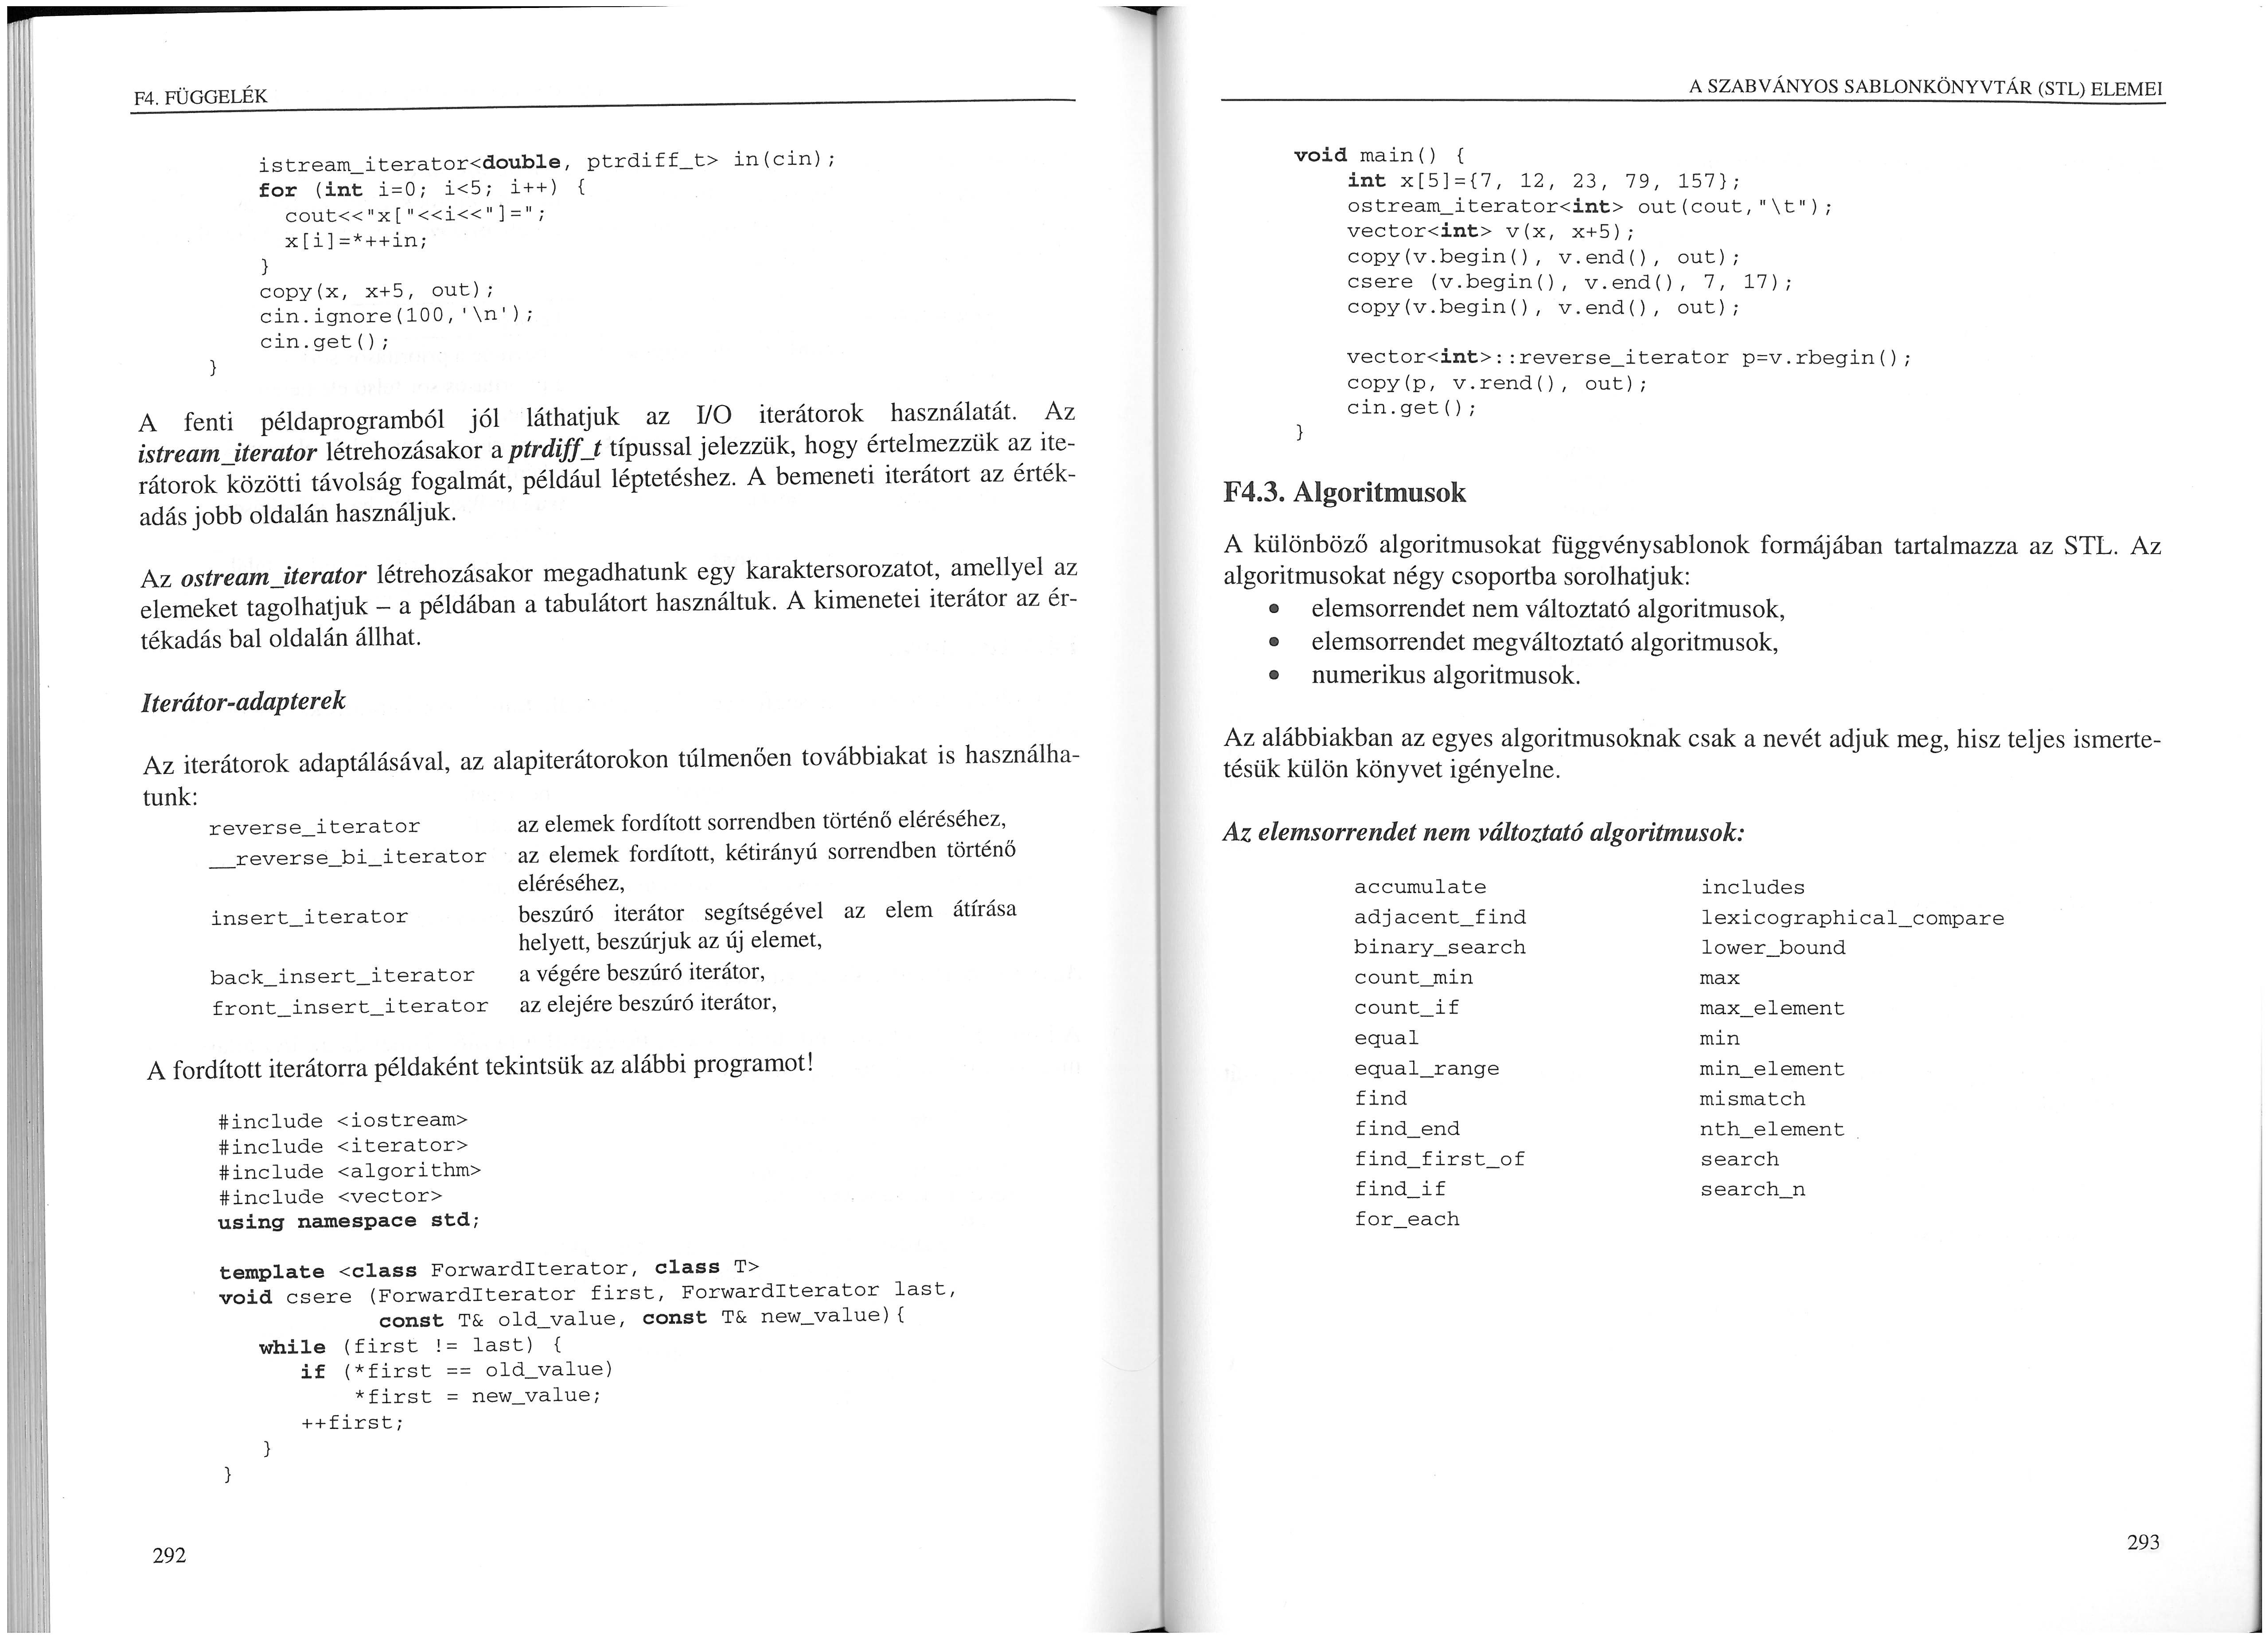 F4. FÜGGELÉK
istream_iterator<double, ptrdiff_t> in(cin);
for (int i=0; i<5; i++) {
cout<<"x["<<i<<"]=";
x[i]=*++in;
}
copy(x, x+5, out);
cin.ignore(100,'\n');
cin.get();
}
A fenti példaprogramból jól láthatjuk az I/O iterátorok használatát. Az
istream_iterator létrehozásakor a ptrdiff_t típussal jelezzük, hogy értelmezzük az ite-
rátorok közötti távolság fogalmát, például léptetéshez. A bemeneti iterátort az érték-
adás jobb oldalán használjuk.
Az ostream_iterator létrehozásakor megadhatunk egy karaktersorozatot, amellyel az
elemeket tagolhatjuk – a példában a tabulátort használtuk. A kimenetei iterátor az ér-
tékadás bal oldalán állhat.
Iterátor-adapterek
Az iterátorok adaptálásával, az alapiterátorokon túlmenően továbbiakat is használha-
tunk:
reverse_iterator az elemek fordított sorrendben történő eléréséhez,
__reverse_bi_iterator az elemek fordított, kétirányú sorrendben történő
eléréséhez,
insert_iterator beszúró iterátor segítségével az elem átírása
helyett, beszúrjuk az új elemet,
back_insert_iterator a végére beszúró iterátor,
front_insert_iterator az elejére beszúró iterátor,
A fordított iterátorra példaként tekintsük az alábbi programot!
#include <iostream>
#include <iterator>
#include <algorithm>
#include <vector>
using namespace std;
template <class ForwardIterator, class T>
void csere (ForwardIterator first, ForwardIterator last,
const T& old_value, const T& new_value){
while (first != last) {
if (*first == old_value)
*first = new_value;
++first;
}
}
292
A SZABVÁNYOS SABLONKÖNYVTÁR (STL) ELEMEI
void main() {
int x[5]={7, 12, 23, 79, 157};
ostream_iterator<int> out(cout,"\t");
vector<int> v(x, x+5);
copy(v.begin(), v.end(), out);
csere (v.begin(), v.end(), 7, 17);
copy(v.begin(), v.end(), out);
vector<int>::reverse_iterator p=v.rbegin();
copy(p, v.rend(), out);
cin.get();
}
F4.3. Algoritmusok
A különböző algoritmusokat függvénysablonok formájában tartalmazza az STL. Az
algoritmusokat négy csoportba sorolhatjuk:
• elemsorrendet nem változtató algoritmusok,
• elemsorrendet megváltoztató algoritmusok,
• numerikus algoritmusok.
Az alábbiakban az egyes algoritmusoknak csak a nevét adjuk meg, hisz teljes ismerte-
tésük külön könyvet igényelne.
Az elemsorrendet nem változtató algoritmusok:
accumulate includes
adjacent_find lexicographical_compare
binary_search lower_bound
count_min max
count_if max_element
equal min
equal_range min_element
find mismatch
find_end nth_element
find_first_of search
find_if search_n
for_each
293